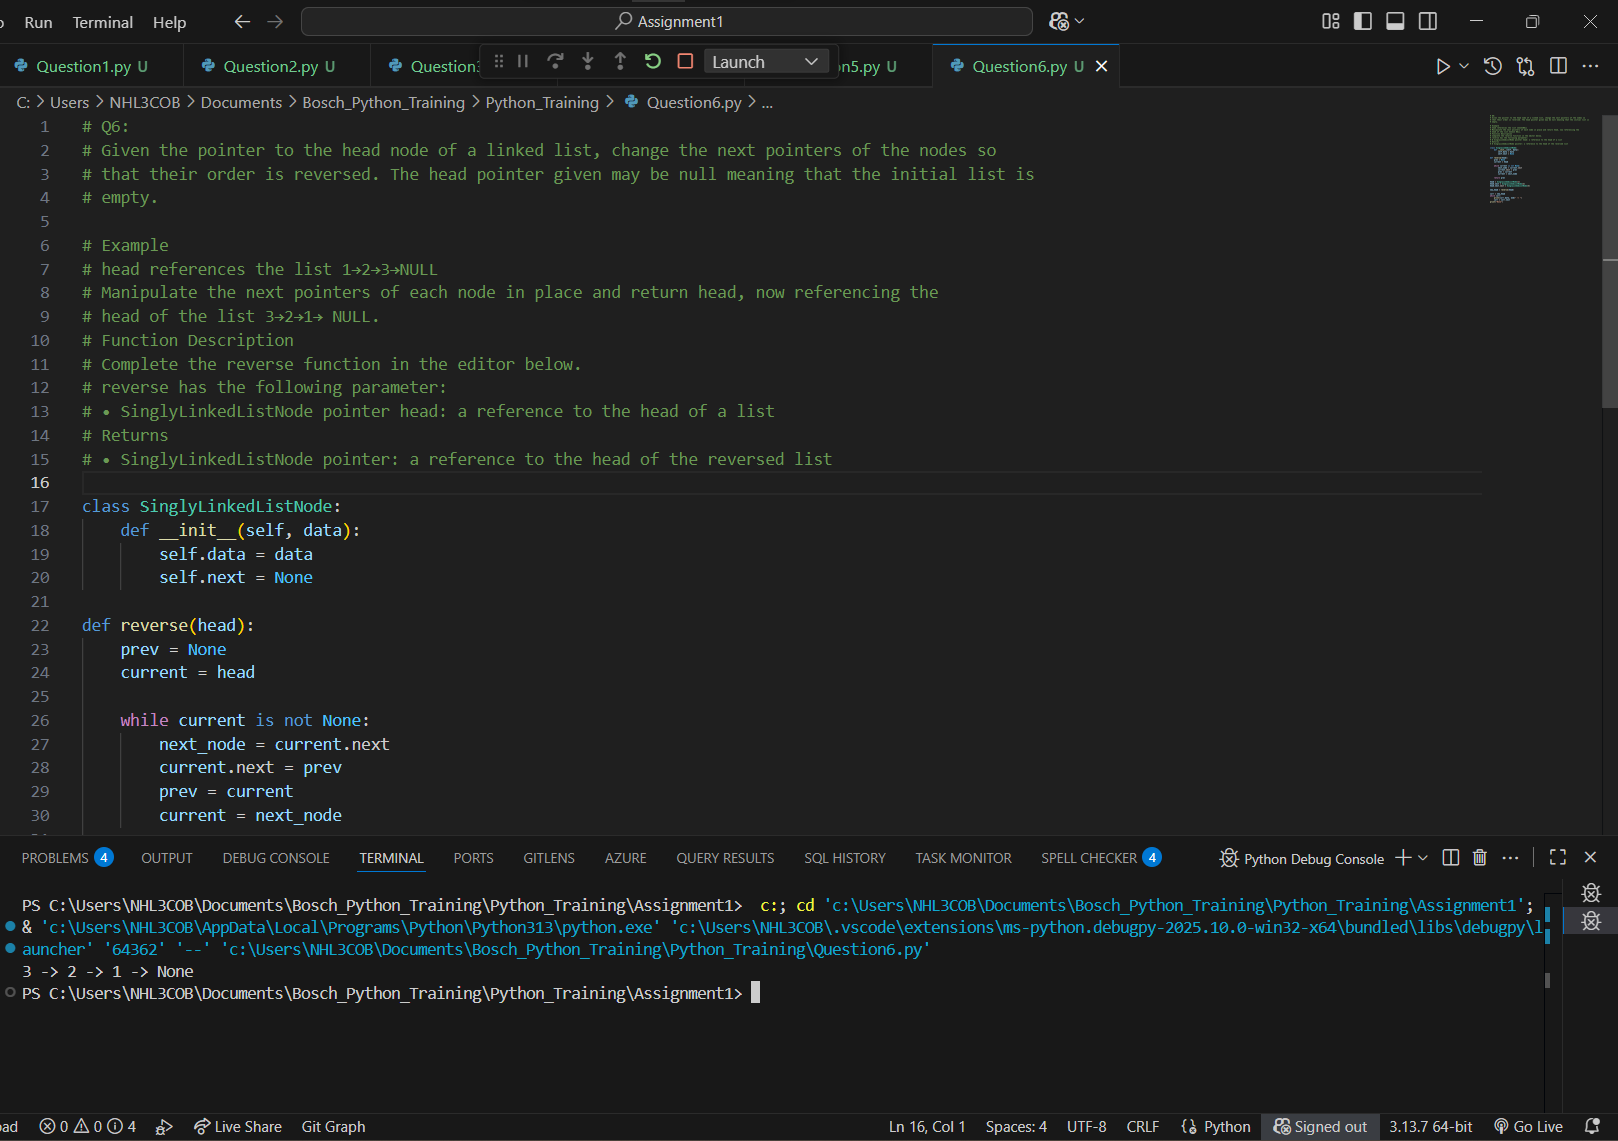 Run Terminal Help Assignment1
Question1.py U Question2.py U Question3 Launch n5.py U Question6.py U
C: > Users > NHL3COB > Documents > Bosch_Python_Training > Python_Training > Question6.py > ...
1 # Q6:
2 # Given the pointer to the head node of a linked list, change the next pointers of the nodes so
3 # that their order is reversed. The head pointer given may be null meaning that the initial list is
4 # empty.
5
6 # Example
7 # head references the list 1→2→3→NULL
8 # Manipulate the next pointers of each node in place and return head, now referencing the
9 # head of the list 3→2→1→ NULL.
10 # Function Description
11 # Complete the reverse function in the editor below.
12 # reverse has the following parameter:
13 # • SinglyLinkedListNode pointer head: a reference to the head of a list
14 # Returns
15 # • SinglyLinkedListNode pointer: a reference to the head of the reversed list
16
17 class SinglyLinkedListNode:
18 def __init__(self, data):
19 self.data = data
20 self.next = None
21
22 def reverse(head):
23 prev = None
24 current = head
25
26 while current is not None:
27 next_node = current.next
28 current.next = prev
29 prev = current
30 current = next_node
PROBLEMS 4 OUTPUT DEBUG CONSOLE TERMINAL PORTS GITLENS AZURE QUERY RESULTS SQL HISTORY TASK MONITOR SPELL CHECKER 4 Python Debug Console
PS C:\Users\NHL3COB\Documents\Bosch_Python_Training\Python_Training\Assignment1> c:; cd 'c:\Users\NHL3COB\Documents\Bosch_Python_Training\Python_Training\Assignment1';
& 'c:\Users\NHL3COB\AppData\Local\Programs\Python\Python313\python.exe' 'c:\Users\NHL3COB\.vscode\extensions\ms-python.debugpy-2025.10.0-win32-x64\bundled\libs\debugpy\l
auncher' '64362' '--' 'c:\Users\NHL3COB\Documents\Bosch_Python_Training\Python_Training\Question6.py'
3 -> 2 -> 1 -> None
PS C:\Users\NHL3COB\Documents\Bosch_Python_Training\Python_Training\Assignment1>
oad 0 0 4 Live Share Git Graph Ln 16, Col 1 Spaces: 4 UTF-8 CRLF Python Signed out 3.13.7 64-bit Go Live